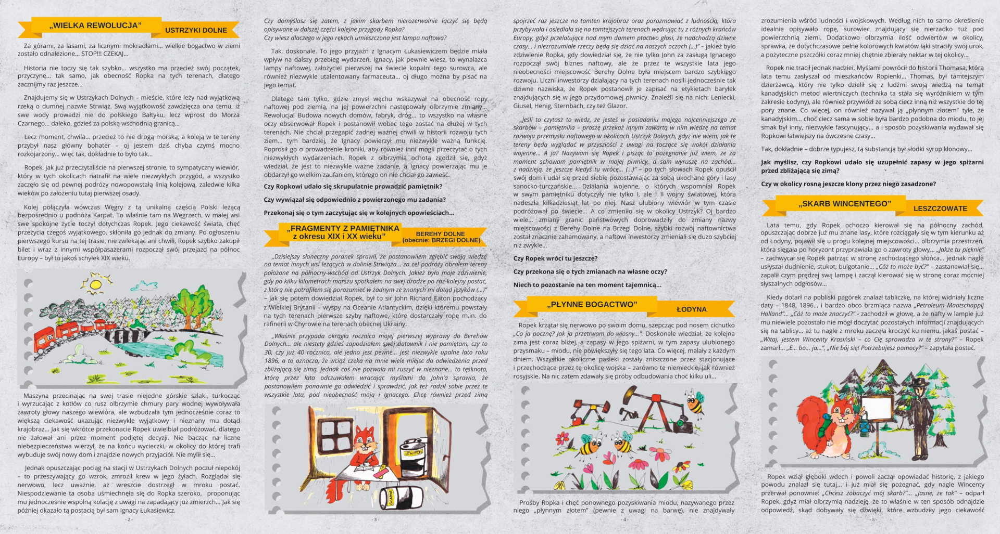 „WIELKA REWOLUCJA”
USTRZYKI DOLNE
Za górami, za lasami, za licznymi mokradłami... wielkie bogactwo w ziemi
zostało odnalezione... STOP!!! CZEKAJ...
Historia nie toczy się tak szybko... wszystko ma przecież swój początek,
przyczynę... tak samo, jak obecność Ropka na tych terenach, dlatego
zacznijmy raz jeszcze...
Znajdujemy się w Ustrzykach Dolnych – mieście, które leży nad wyjątkową
rzeką o dumnej nazwie Strwiąż. Swą wyjątkowość zawdzięcza ona temu, iż
swe wody prowadzi nie do polskiego Bałtyku, lecz wprost do Morza
Czarnego... daleko, gdzieś za polską wschodnią granicą...
Lecz moment, chwila... przecież to nie drogą morską, a koleją w te tereny
przybył nasz główny bohater – oj jestem dziś chyba czymś mocno
rozkojarzony... więc tak, dokładnie to było tak...
Ropek, jak już przeczytaliście na pierwszej stronie, to sympatyczny wiewiór,
który w tych okolicach natrafił na wiele niezwykłych przygód, a wszystko
zaczęło się od pewnej podróży nowopowstałą linią kolejową, zaledwie kilka
wieków po założeniu tutaj pierwszej osady.
Kolej połączyła wówczas Węgry z tą unikalną częścią Polski leżącą
bezpośrednio u podnóża Karpat. To właśnie tam na Węgrzech, w małej wsi
swe spokojne życie toczył dotychczas Ropek. Jego ciekawość świata, chęć
przeżycia czegoś wyjątkowego, skłoniła go jednak do zmiany. Po ogłoszeniu
pierwszego kursu na tej trasie, nie zwlekając ani chwili, Ropek szybko zakupił
bilet i wraz z innymi współpasażerami rozpoczął swój przejazd na północ
Europy – był to jakoś schyłek XIX wieku.
Maszyna przecinając na swej trasie niejedne górskie szlaki, turkocząc
i wyrzucając z kotłów co rusz olbrzymie chmury pary wodnej wywoływała
zawroty głowy naszego wiewióra, ale wzbudzała tym jednocześnie coraz to
większą ciekawość ukazując niezwykle wyjątkowy i nieznany mu dotąd
krajobraz... Jak się wkrótce przekonacie Ropek uwielbiał podróżować, dlatego
nie żałował ani przez moment podjętej decyzji. Nie bacząc na liczne
niebezpieczeństwa wierzył, że na końcu wycieczki, w okolicy do której trafi
wybuduje swój nowy dom i znajdzie nowych przyjaciół. Nie mylił się...
Jednak opuszczając pociąg na stacji w Ustrzykach Dolnych poczuł niepokój
– to przeszywający go wzrok, zmroził krew w jego żyłach. Rozglądał się
nerwowo, lecz uważnie, aż wreszcie dostrzegł w mroku postać.
Niespodziewanie ta osoba uśmiechnęła się do Ropka szeroko, proponując
mu jednocześnie wspólną kolację z uwagi na zapadający już zmierzch... Jak się
później okazało tą postacią był sam Ignacy Łukasiewicz.
- 2 -
Czy domyślasz się zatem, z jakim skarbem nierozerwalnie łączyć się będą
opisywane w dalszej części kolejne przygody Ropka?
Czy wiesz dlaczego w jego rękach umieszczona jest lampa naftowa?
Tak, doskonale. To jego przyjaźń z Ignacym Łukasiewiczem będzie miała
wpływ na dalszy przebieg wydarzeń. Ignacy, jak pewnie wiesz, to wynalazca
lampy naftowej, założyciel pierwszej na świecie kopalni tego surowca, ale
również niezwykle utalentowany farmaceuta... oj długo można by pisać na
jego temat.
Dlatego tam tylko, gdzie zmysł węchu wskazywał na obecność ropy
naftowej pod ziemią, na jej powierzchni następowały olbrzymie zmiany...
Rewolucja! Budowa nowych domów, fabryk, dróg... to wszystko na własne
oczy obserwował Ropek i postanowił wobec tego zostać na dłużej w tych
terenach. Nie chciał przegapić żadnej ważnej chwili w historii rozwoju tych
ziem... tym bardziej, że Ignacy powierzył mu niezwykle ważną funkcję.
Poprosił go o prowadzenie kroniki, aby również inni mogli przeczytać o tych
niezwykłych wydarzeniach. Ropek z olbrzymią ochotą zgodził się, gdyż
wiedział, że jest to niezwykle ważne zadanie, a Ignacy powierzając mu je
obdarzył go wielkim zaufaniem, którego on nie chciał go zawieść.
Czy Ropkowi udało się skrupulatnie prowadzić pamiętnik?
Czy wywiązał się odpowiednio z powierzonego mu zadania?
Przekonaj się o tym zaczytując się w kolejnych opowieściach...
„FRAGMENTY Z PAMIĘTNIKA
z okresu XIX i XX wieku”
BEREHY DOLNE
(obecnie: BRZEGI DOLNE)
„Dzisiejszy słoneczny poranek sprawił, że postanowiłem zgłębić swoją wiedzę
na temat innych wsi leżących w dolinie Strwiąża... za cel podróży obrałem tereny
położone na północny-wschód od Ustrzyk Dolnych. Jakież było moje zdziwienie,
gdy po kilku kilometrach marszu spotkałem na swej drodze po raz-kolejny postać,
z którą nie potrafiłem się porozumieć w żadnym ze znanych mi dotąd języków (...)”
– jak się potem dowiedział Ropek, był to sir John Richard Eaton pochodzący
z Wielkiej Brytanii – wyspy na Oceanie Atlantyckim, dzięki któremu powstały
na tych terenach pierwsze szyby naftowe, które dostarczały ropę m.in. do
rafinerii w Chyrowie na terenach obecnej Ukrainy.
„Właśnie przypada okrągła rocznica mojej pierwszej wyprawy do Berehów
Dolnych... ale niestety gdzieś zapodziałem swój datownik i nie pamiętam, czy to
30, czy już 40 rocznica, ale jedno jest pewne... jest niezwykle upalne lato roku
1896, a to oznacza, że wciąż czeka na mnie wiele miejsc do odwiedzenia przed
zbliżającą się zimą. Jednak coś nie pozwala mi ruszyć w nieznane... to tęsknota,
którą przez lata odczuwałem wracając myślami do John'a sprawia, że
postanowiłem ponownie go odwiedzić i sprawdzić, jak też radził sobie przez te
wszystkie lata, pod nieobecność moją i Ignacego. Chcę również przed zimą
LENIECKI
GLAZOR
- 3 -
spojrzeć raz jeszcze na tamten krajobraz oraz porozmawiać z ludnością, która
przybywała i osiedlała się na tamtejszych terenach wędrując tu z różnych krańców
Europy, gdyż przelatujące nad mym domem ptactwo głosi, że nadchodzą dziwne
czasy... i niezrozumiałe rzeczy będą się dziać na naszych oczach (...)” – jakież było
zdziwienie Ropka, gdy dowiedział się, że nie tylko John za zasługą Ignacego
rozpoczął swój biznes naftowy, ale że przez te wszystkie lata jego
nieobecności miejscowość Berehy Dolne była miejscem bardzo szybkiego
rozwoju. Liczni inwestorzy działający na tych terenach nosili jednocześnie tak
dziwne nazwiska, że Ropek postanowił je zapisać na etykietach baryłek
znajdujących się w jego przydomowej piwnicy. Znaleźli się na nich: Leniecki,
Giusel, Henig, Sternbach, czy też Glazor.
„Jeśli to czytasz to wiedz, że jesteś w posiadaniu mojego najcenniejszego ze
skarbów – pamiętnika – proszę przekaż innym zawartą w nim wiedzę na temat
rozwoju przemysłu naftowego w okolicach Ustrzyk Dolnych, gdyż nie wiem, jak te
tereny będą wyglądać w przyszłości z uwagi na toczące się wokół działania
wojenne... A ja? Nazywam się Ropek i pisząc to pożegnanie już wiem, że za
moment schowam pamiętnik w mojej piwnicy, a sam wyruszę na zachód...
z nadzieją, że jeszcze kiedyś tu wrócę... (...)” – po tych słowach Ropek opuścił
swój dom i udał się przed siebie pozostawiając za sobą ukochane góry i lasy
sanocko-turczańskie... Działania wojenne, o których wspomniał Ropek
w swym pamiętniku dotyczyły nie tylko I, ale i II wojny światowej, która
nadeszła kilkadziesiąt lat po niej. Nasz ulubiony wiewiór w tym czasie
podróżował po świecie... A co zmieniło się w okolicy Ustrzyk? Oj bardzo
wiele... zmiany granic państwowych doprowadziły do zmiany nazwy
miejscowości z Berehy Dolne na Brzegi Dolne, szybki rozwój naftownictwa
został znacznie zahamowany, a naftowi inwestorzy zmieniali się dużo szybciej
niż zwykle...
Czy Ropek wróci tu jeszcze?
Czy przekona się o tych zmianach na własne oczy?
Niech to pozostanie na ten moment tajemnicą...
„PŁYNNE BOGACTWO”
ŁODYNA
Ropek krzątał się nerwowo po swoim domu, szepcząc pod nosem cichutko
„Co ja pocznę? Jak ja przetrwam do wiosny...”. Doskonale wiedział, że kolejna
zima jest coraz bliżej, a zapasy w jego spiżarni, w tym zapasy ulubionego
przysmaku – miodu, nie powiększyły się tego lata. Co więcej, malały z każdym
dniem. Wszystkie okoliczne pasieki zostały zniszczone przez stacjonujące
i przechodzące przez tę okolicę wojska – zarówno te niemieckie, jak również
rosyjskie. Na nic zatem zdawały się próby odbudowania choć kilku uli...
Prośby Ropka i chęć ponownego pozyskiwania miodu, nazywanego przez
niego „płynnym złotem” (pewnie z uwagi na barwę), nie znajdywały
- 4 -
zrozumienia wśród ludności i wojskowych. Według nich to samo określenie
idealnie opisywało ropę, surowiec znajdujący się nierzadko tuż pod
powierzchnią ziemi. Dodatkowo olbrzymia ilość odwiertów w okolicy,
sprawiła, że dotychczasowe pełne kolorowych kwiatów łąki straciły swój urok,
a pożyteczne pszczółki coraz mniej chętnie zbierały nektar w tej okolicy...
Ropek nie tracił jednak nadziei. Myślami powrócił do historii Thomasa, którą
lata temu zasłyszał od mieszkańców Ropienki... Thomas, był tamtejszym
dzierżawcą, który nie tylko dzielił się z ludźmi swoją wiedzą na temat
kanadyjskich metod wiertniczych (technika ta stała się wyróżnikiem w tym
zakresie Łodyny), ale również przywiózł ze sobą ciecz inną niż wszystkie do tej
pory znane. Co więcej, on również nazywał ją „płynnym złotem” tyle, że
kanadyjskim... choć ciecz sama w sobie była bardzo podobna do miodu, to jej
smak był inny, niezwykle fascynujący... a i sposób pozyskiwania wydawał się
Ropkowi łatwiejszy na ówczesne czasy...
Tak, dokładnie – dobrze typujesz, tą substancją był słodki syrop klonowy...
Jak myślisz, czy Ropkowi udało się uzupełnić zapasy w jego spiżarni
przed zbliżającą się zimą?
Czy w okolicy rosną jeszcze klony przez niego zasadzone?
„SKARB WINCENTEGO”
LESZCZOWATE
Lata temu, gdy Ropek ochoczo kierował się na północny zachód,
opuszczając dobrze już mu znane lasy, które rozciągały się w tym kierunku aż
od Łodyny, pojawił się u progu kolejnej miejscowości... olbrzymia przestrzeń,
która sięgała po horyzont przyprawiała go o zawroty głowy... „Jakże tu pięknie”
– zachwycał się Ropek patrząc w stronę zachodzącego słońca... jednak nagle
usłyszał dudnienie, stukot, bulgotanie... „Cóż to może być?” – zastanawiał się...
zapalił czym prędzej swą lampę i zaczął kierować się w stronę coraz mocniej
słyszalnych odgłosów...
Kiedy dotarł na pobliski pagórek znalazł tabliczkę, na której widniały liczne
daty – 1848, 1896... i bardzo obco brzmiąca nazwa „Petroleum Maatschappij
Holland”... „Cóż to może znaczyć?” - zachodził w głowę, a że nafty w lampie już
mu niewiele pozostało nie mógł doczytać pozostałych informacji znajdujących
się na tablicy... aż tu nagle z mroku zaczęła kroczyć ku niemu, jakaś postać –
„Witaj, jestem Wincenty Krasiński – co Cię sprowadza w te strony?” – Ropek
zamarł... „E... bo... ja...”, „Nie bój się! Potrzebujesz pomocy?” – zapytała postać.
Ropek wziął głęboki wdech i powoli zaczął opowiadać historię, z jakiego
powodu znalazł się tutaj... i już miał się pożegnać, gdy nagle Wincenty
przerwał ponownie: „Chcesz zobaczyć mój skarb?”... „Jasne, że tak” – odparł
Ropek, gdyż miał olbrzymią nadzieję, że to właśnie w ten sposób odnajdzie
odpowiedź, skąd dobywały się dźwięki, które wzbudziły jego ciekawość
- 5 -